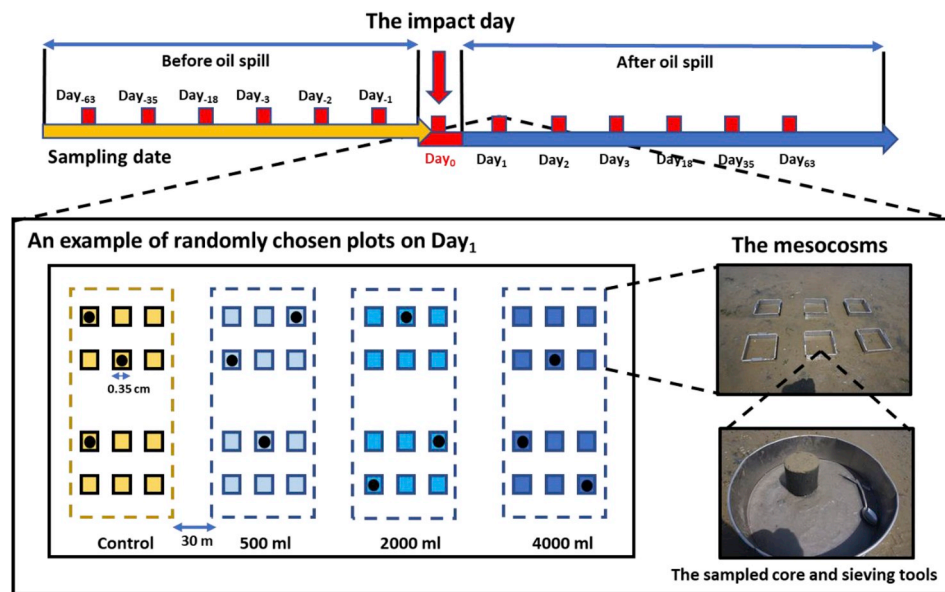 The impact day
Before oil spill
After oil spill
Day-63 Day-35 Day-18 Day-3 Day-2 Day-1
Sampling date
Day0 Day1 Day2 Day3 Day18 Day35 Day63
An example of randomly chosen plots on Day1
The mesocosms
0.35 cm
30 m
Control 500 ml 2000 ml 4000 ml
The sampled core and sieving tools